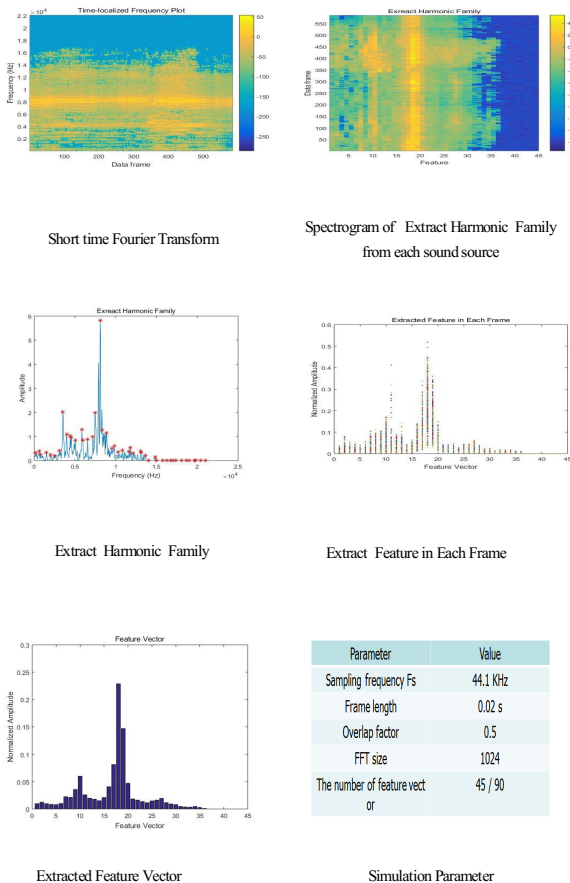 Time-localized Frequency Plot
Frequency (Hz)
2.2 ×10⁴
2
1.8
1.6
1.4
1.2
1
0.8
0.6
0.4
0.2
100 200 300 400 500
Data frame
50
0
-50
-100
-150
-200
-250
Exreact Harmonic Family
Data frame
550
500
450
400
350
300
250
200
150
100
50
5 10 15 20 25 30 35 40 45
Feature
Short time Fourier Transform
Spectrogram of Extract Harmonic Family
from each sound source
Exreact Harmonic Family
Amplitude
6
5
4
3
2
1
0
0 0.5 1 1.5 2 2.5
Frequency (Hz)
×10⁴
Extracted Feature in Each Frame
Normalized Amplitude
0.6
0.5
0.4
0.3
0.2
0.1
0
0 5 10 15 20 25 30 35 40 45
Feature Vector
Extract Harmonic Family
Extract Feature in Each Frame
Feature Vector
Normalized Amplitude
0.3
0.25
0.2
0.15
0.1
0.05
0
0 5 10 15 20 25 30 35 40 45
Feature Vector
Parameter Value
Sampling frequency Fs 44.1 KHz
Frame length 0.02 s
Overlap factor 0.5
FFT size 1024
The number of feature vect 45 / 90
or
Extracted Feature Vector
Simulation Parameter